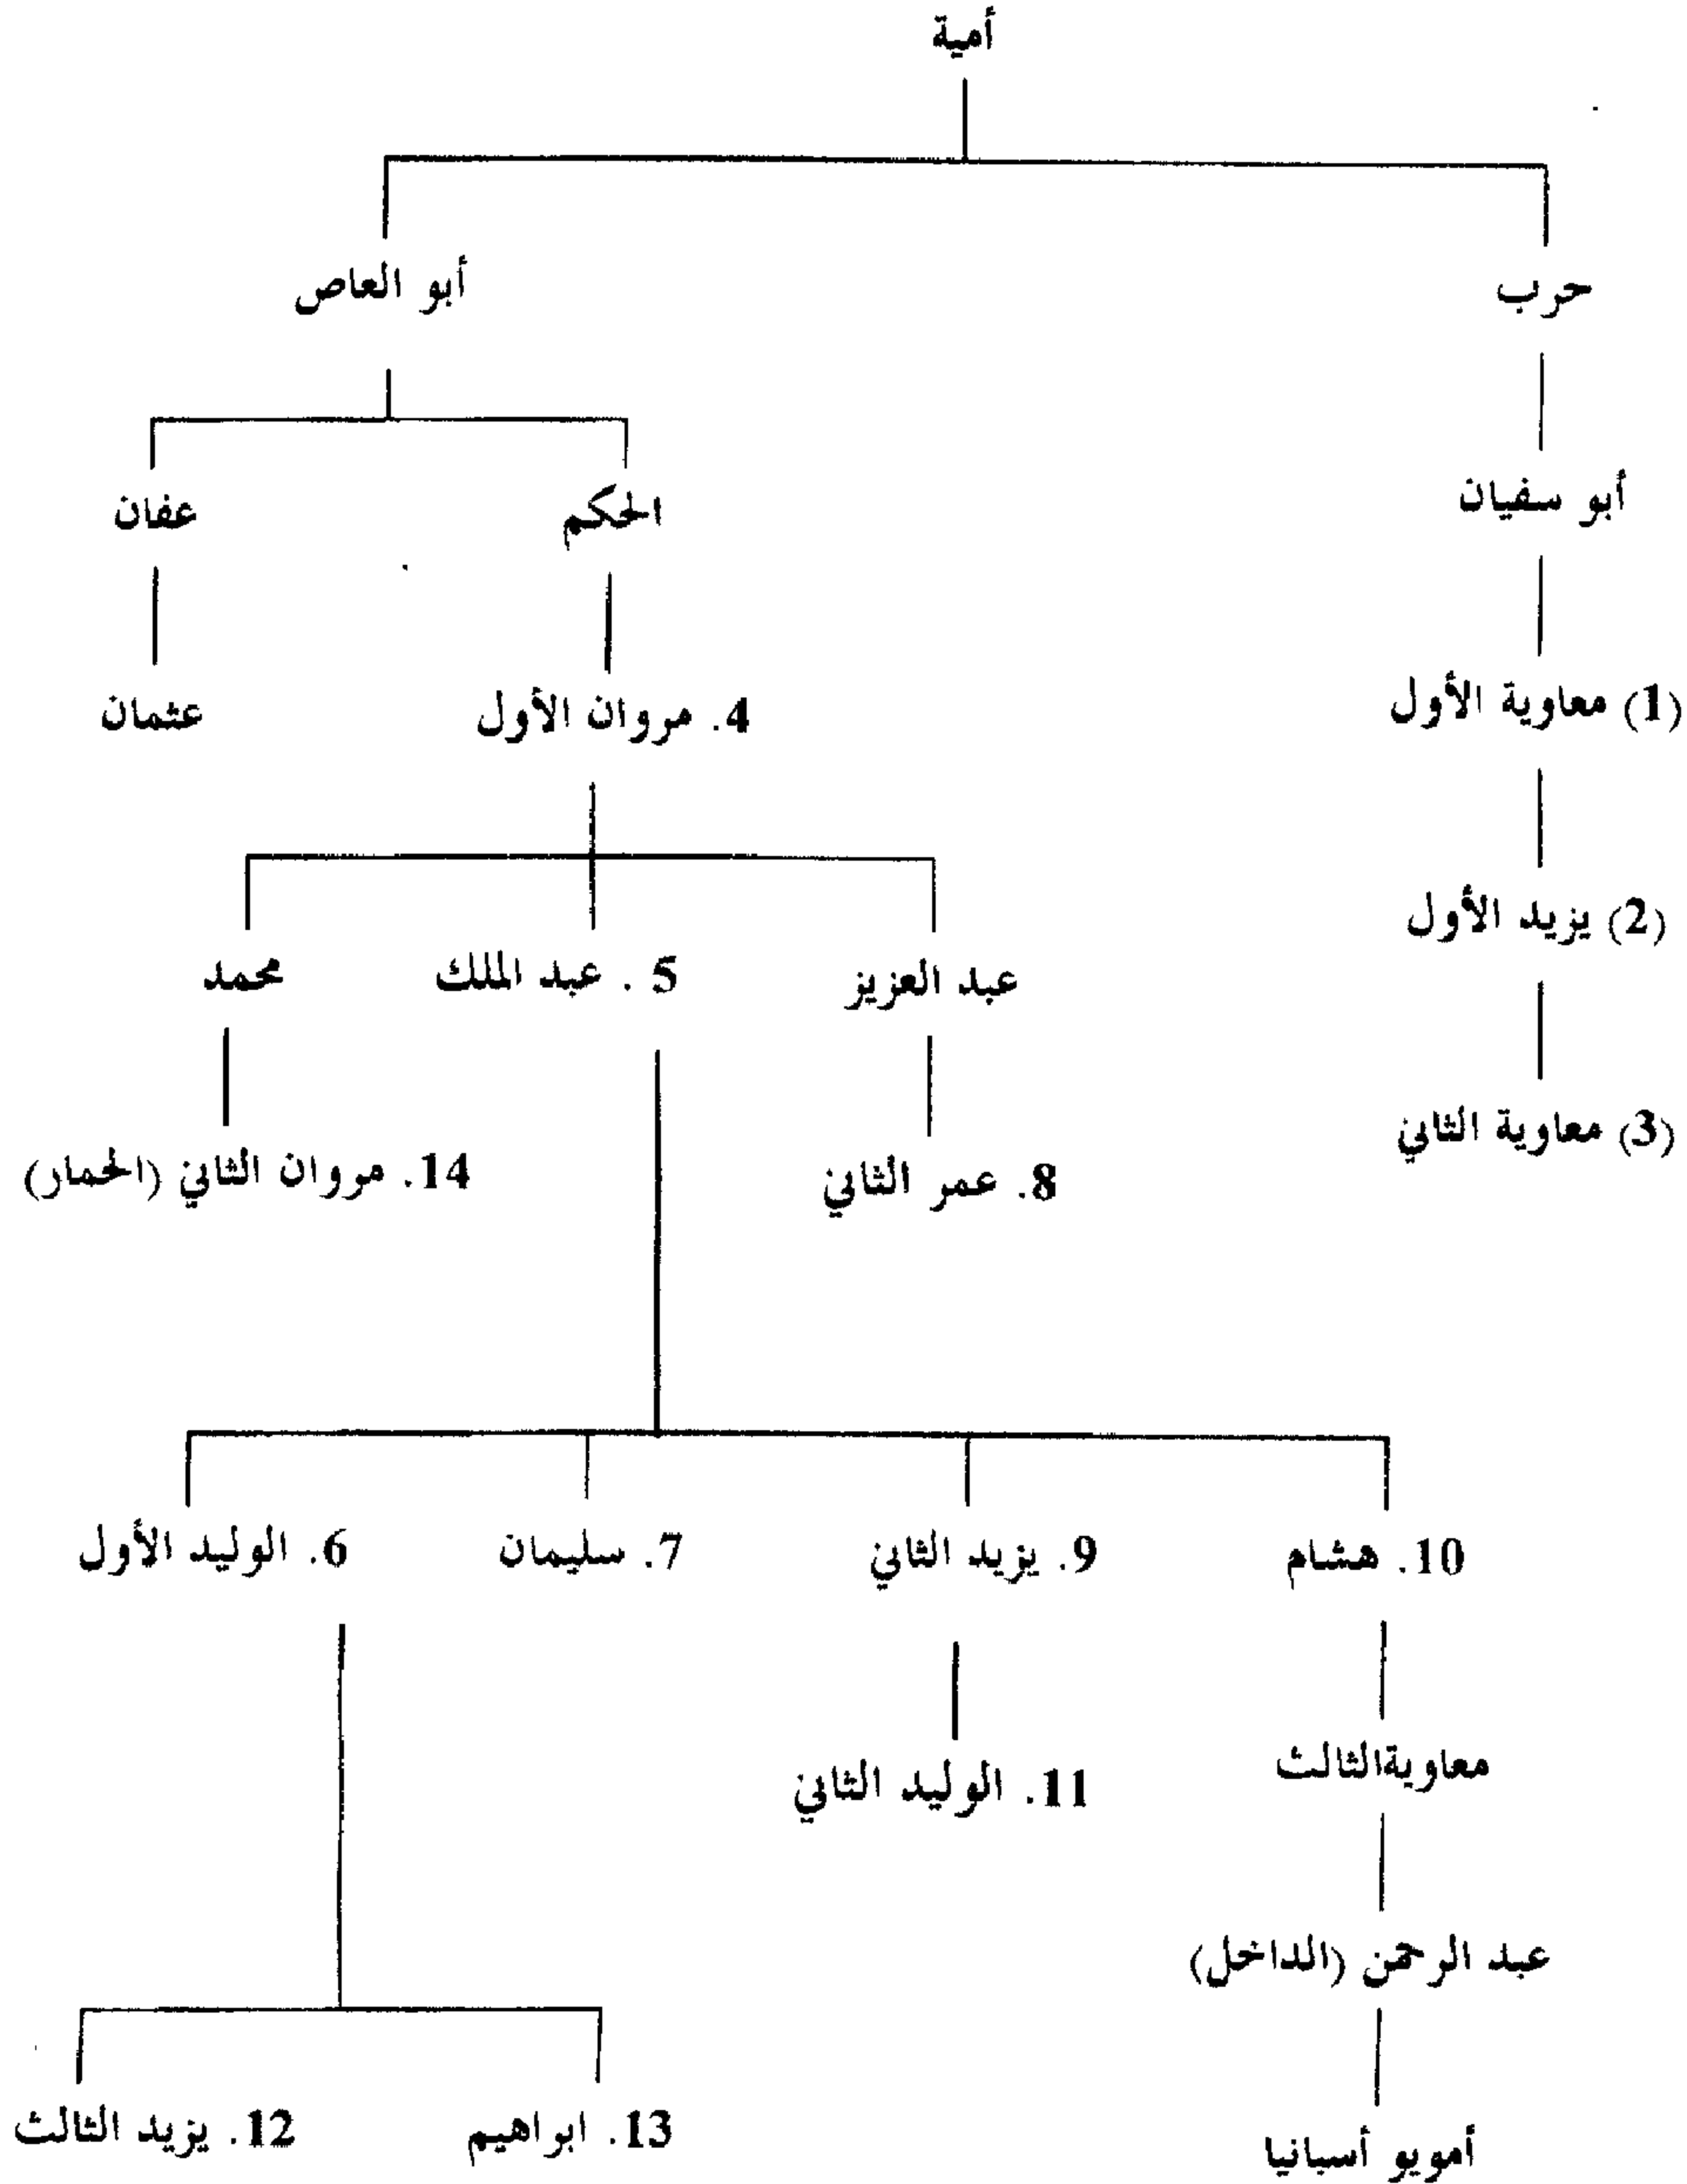 أمية
حرب
أبو العاص
أبو سفيان
الحكم
عفان
(1) معاوية الأول
4. مروان الأول
عثمان
(2) يزيد الأول
عبد العزيز
5. عبد الملك
محمد
(3) معاوية الثاني
8. عمر الثاني
14. مروان الثاني (الحمار)
10. هشام
9. يزيد الثاني
7. سليمان
6. الوليد الأول
معاويةالثالث
11. الوليد الثاني
عبد الرحمن (الداخل)
13. ابراهيم
12. يزيد الثالث
أمويو أسبانيا